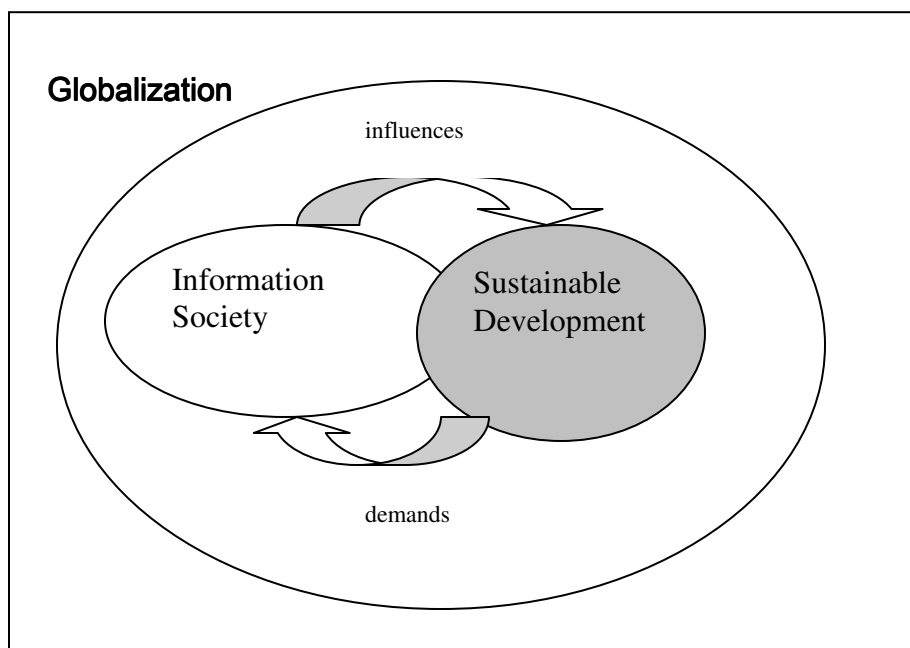 Globalization
influences
Information
Society
Sustainable
Development
demands